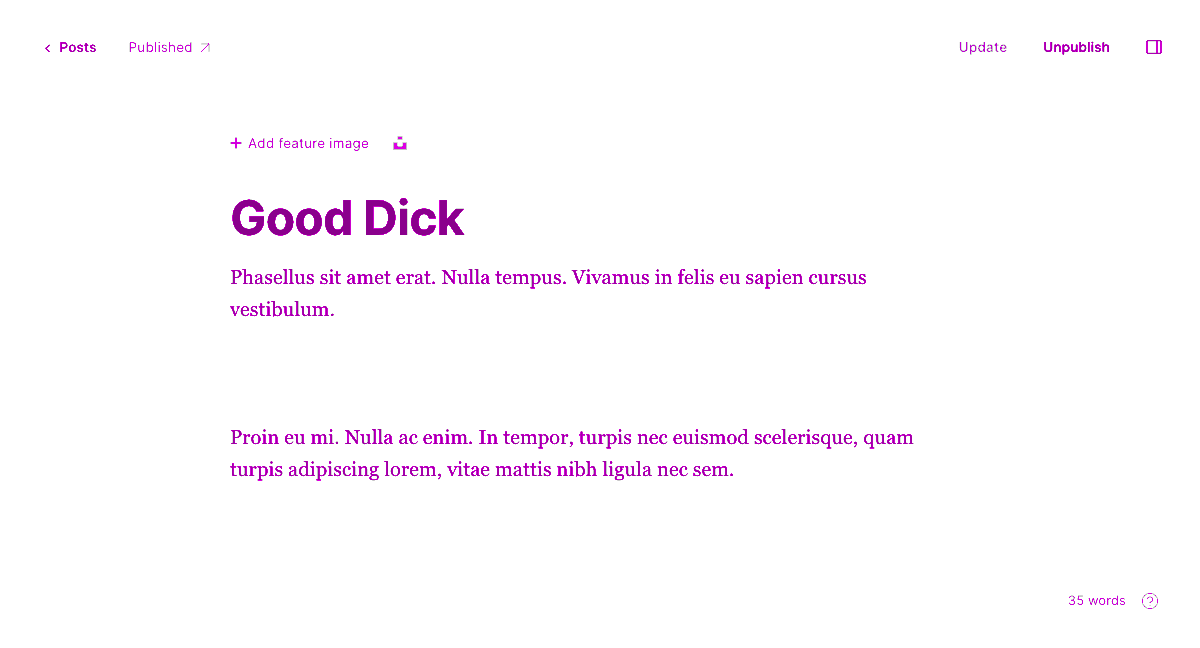 Posts
Published
Update
Unpublish
Add feature image
Good Dick
Phasellus sit amet erat. Nulla tempus. Vivamus in felis eu sapien cursus
vestibulum.
Proin eu mi. Nulla ac enim. In tempor, turpis nec euismod scelerisque, quam
turpis adipiscing lorem, vitae mattis nibh ligula nec sem.
35 words
?